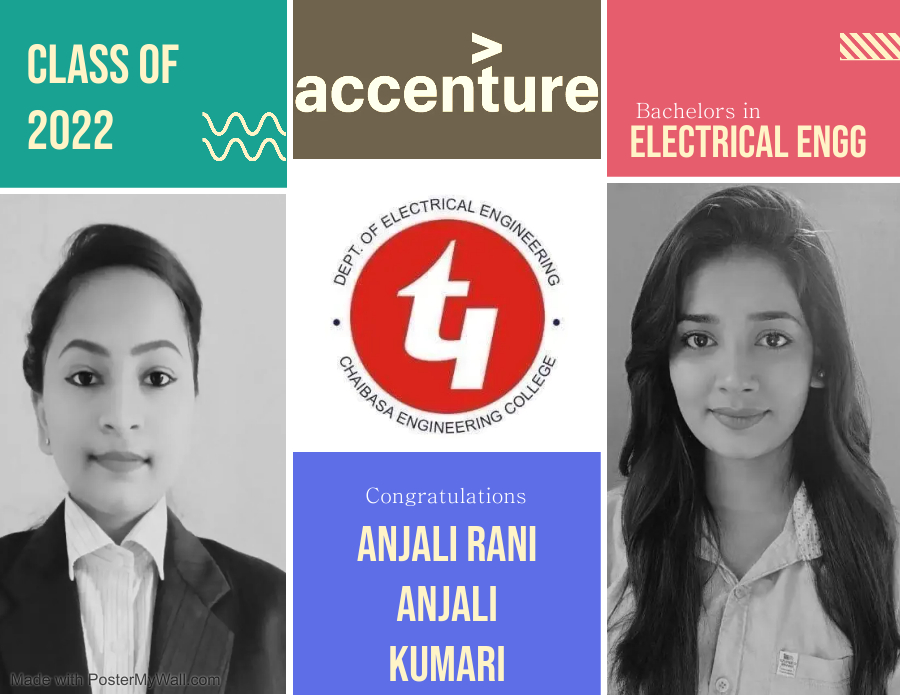 CLASS OF
2022
accenture
Bachelors in
ELECTRICAL ENGG
DEPT. OF ELECTRICAL ENGINEERING
CHAIBASA ENGINEERING COLLEGE
Congratulations
ANJALI RANI
ANJALI
KUMARI
Made with PosterMyWall.com